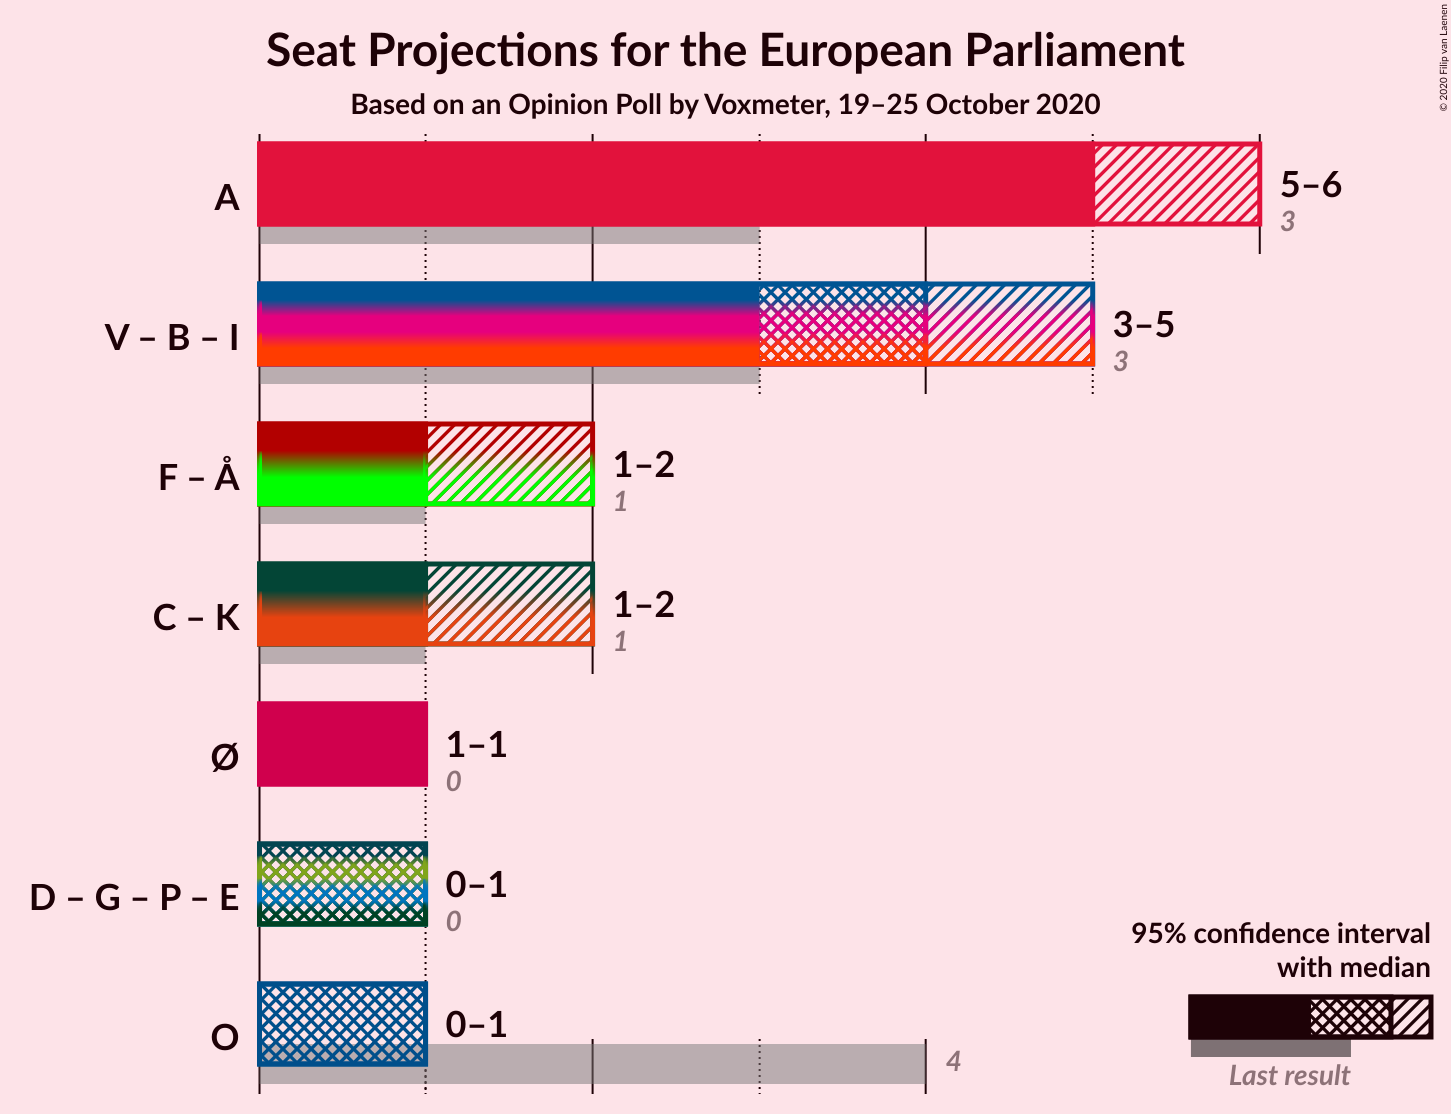 Seat Projections for the European Parliament
Based on an Opinion Poll by Voxmeter, 19–25 October 2020
© 2020 Filip van Laenen
A
5–6
3
V – B – I
3–5
3
F – Å
1–2
1
C – K
1–2
1
Ø
1–1
0
D – G – P – E
0–1
0
O
0–1
4
95% confidence interval
with median
Last result